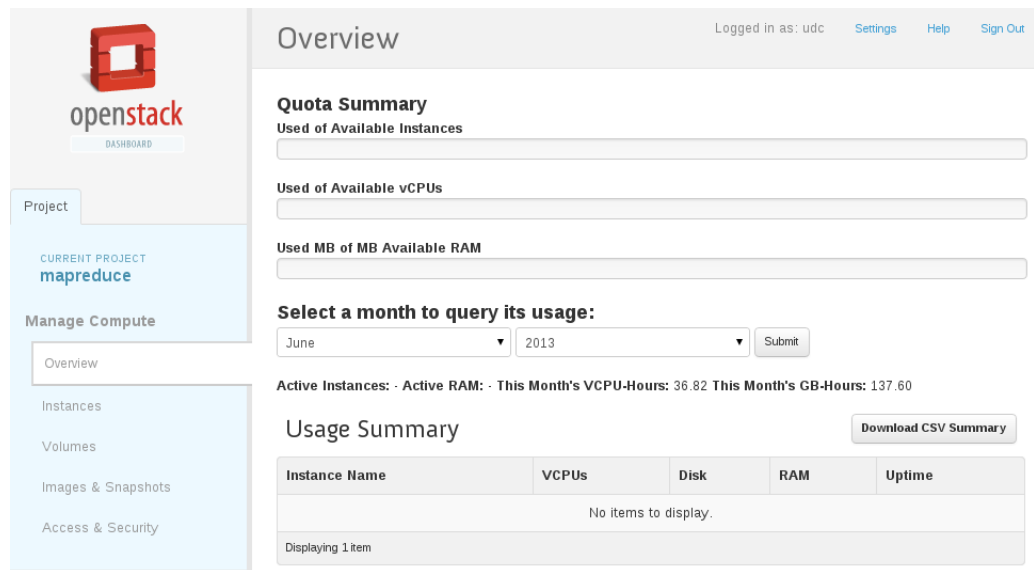 openstack
DASHBOARD
Project
CURRENT PROJECT
mapreduce
Manage Compute
Overview
Instances
Volumes
Images & Snapshots
Access & Security
Overview
Logged in as: udc Settings Help Sign Out
Quota Summary
Used of Available Instances
Used of Available vCPUs
Used MB of MB Available RAM
Select a month to query its usage:
June 2013 Submit
Active Instances: - Active RAM: - This Month's VCPU-Hours: 36.82 This Month's GB-Hours: 137.60
Usage Summary Download CSV Summary
Instance Name VCPUs Disk RAM Uptime
No items to display.
Displaying 1 item